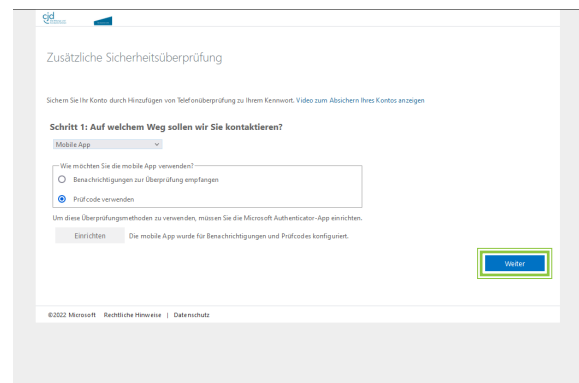 cjd
Zusätzliche Sicherheitsüberprüfung
Sichern Sie Ihr Konto durch Hinzufügen von Telefonüberprüfung zu Ihrem Kennwort. Video zum Absichern Ihres Kontos anzeigen
Schritt 1: Auf welchem Weg sollen wir Sie kontaktieren?
Mobile App
Wie möchten Sie die mobile App verwenden?
Benachrichtigungen zur Überprüfung empfangen
Prüfcode verwenden
Um diese Überprüfungsmethoden zu verwenden, müssen Sie die Microsoft Authenticator-App einrichten.
Einrichten Die mobile App wurde für Benachrichtigungen und Prüfcodes konfiguriert.
Weiter
©2022 Microsoft Rechtliche Hinweise | Datenschutz